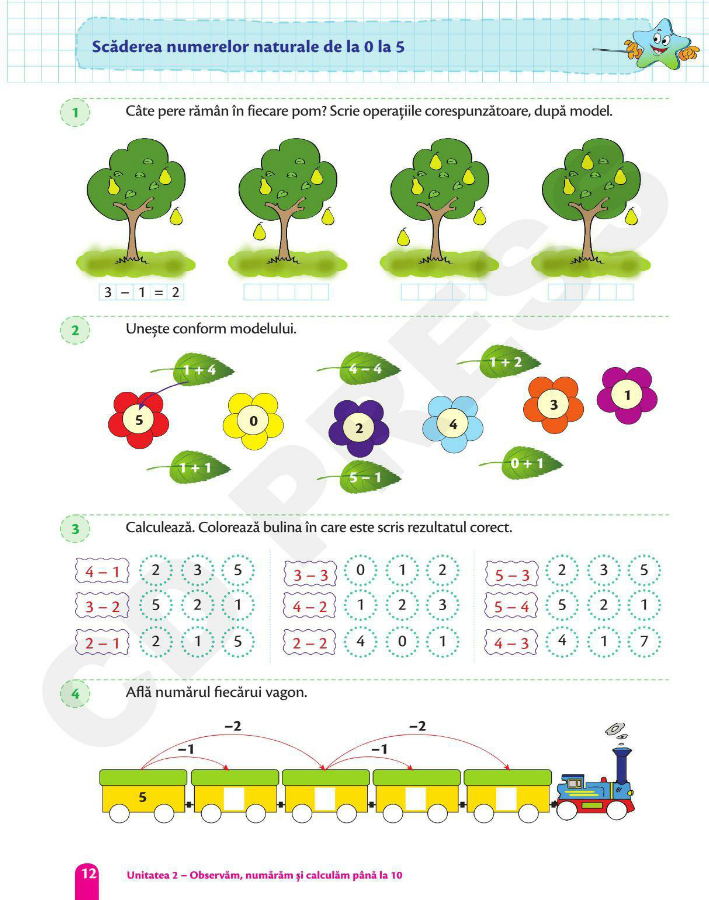 Scăderea numerelor naturale de la 0 la 5
1 Câte pere rămân în fiecare pom? Scrie operațiile corespunzătoare, după model.
3 – 1 = 2
2 Unește conform modelului.
1 + 4 4 – 4 1 + 2
5 0 2 4 3 1
1 + 1 5 – 1 0 + 1
3 Calculează. Colorează bulina în care este scris rezultatul corect.
4 – 1 2 3 5 3 – 3 0 1 2 5 – 3 2 3 5
3 – 2 5 2 1 4 – 2 1 2 3 5 – 4 5 2 1
2 – 1 2 1 5 2 – 2 4 0 1 4 – 3 4 1 7
4 Află numărul fiecărui vagon.
–2 –2
–1 –1
5
12 Unitatea 2 – Observăm, numărăm și calculăm până la 10
CD PRESS